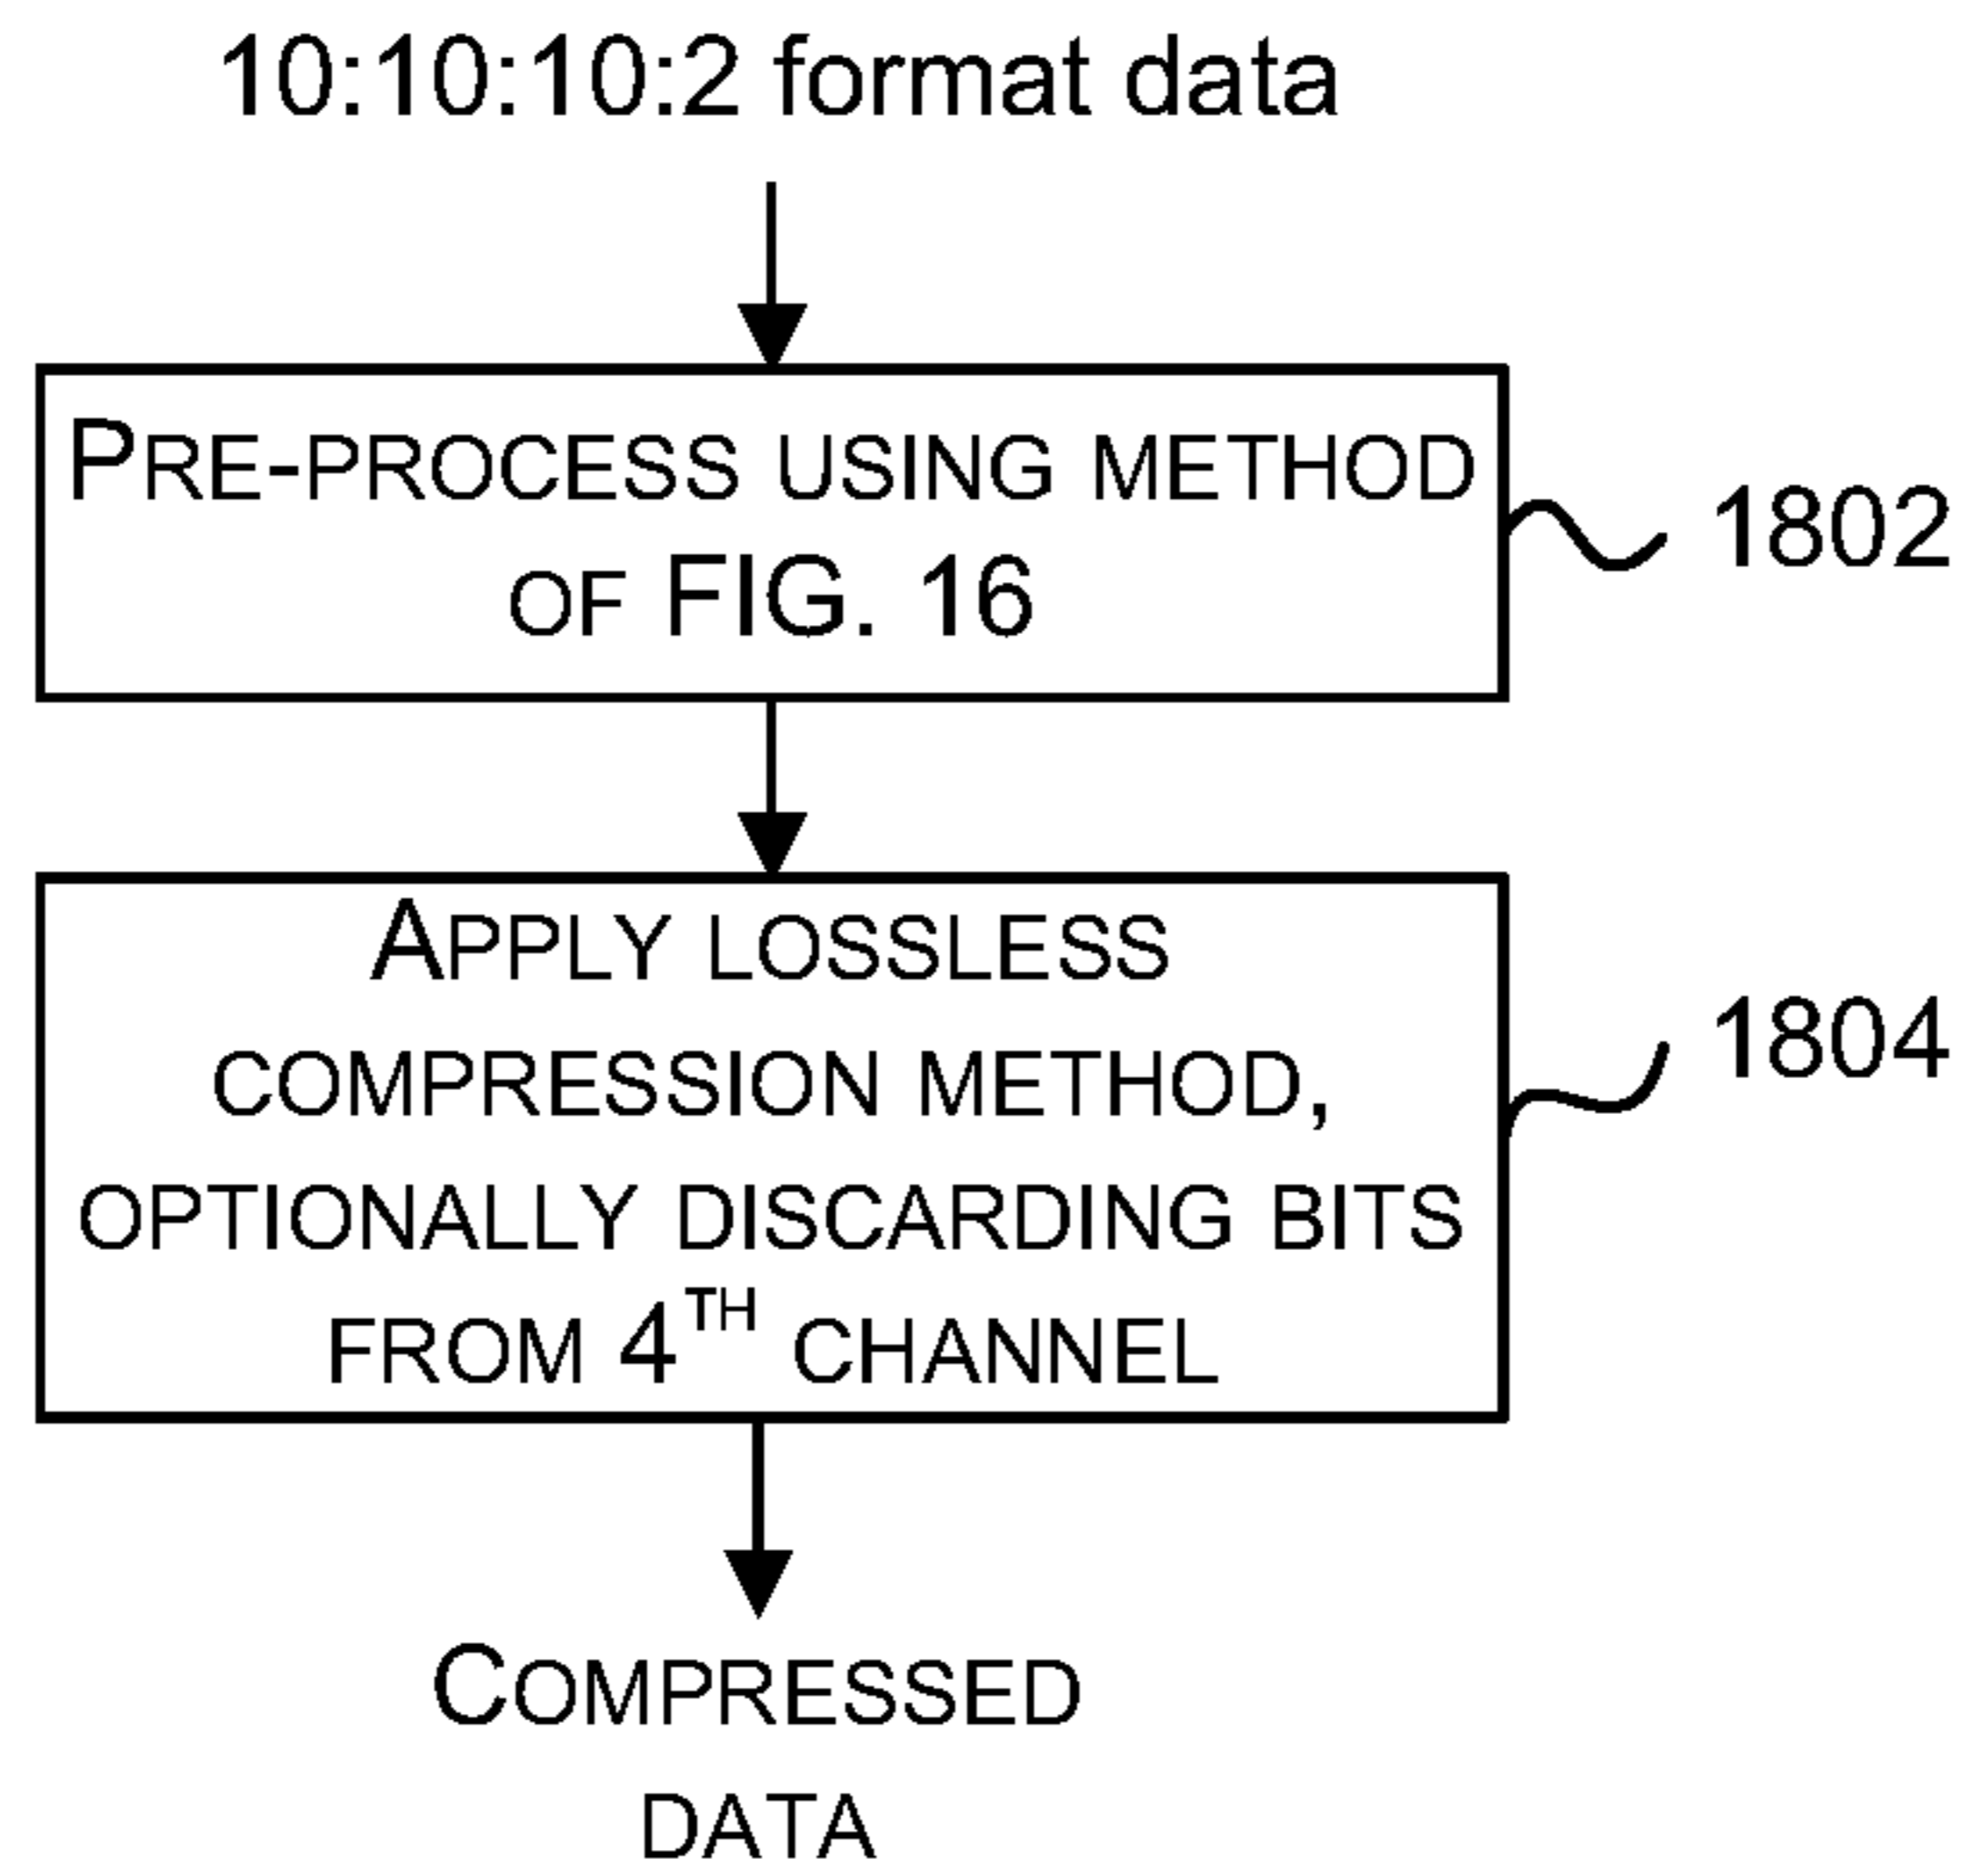 10:10:10:2 format data
PRE-PROCESS USING METHOD
OF FIG. 16
1802
APPLY LOSSLESS
COMPRESSION METHOD,
OPTIONALLY DISCARDING BITS
FROM 4TH CHANNEL
1804
COMPRESSED
DATA